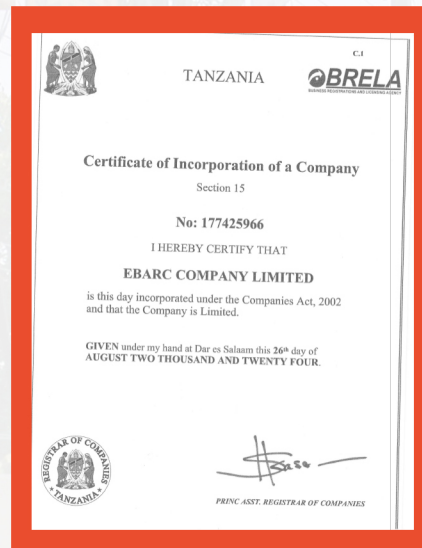 C.1
TANZANIA
BRELA
BUSINESS REGISTRATIONS AND LICENSING AGENCY
Certificate of Incorporation of a Company
Section 15
No: 177425966
I HEREBY CERTIFY THAT
EBARC COMPANY LIMITED
is this day incorporated under the Companies Act, 2002
and that the Company is Limited.
GIVEN under my hand at Dar es Salaam this 26th day of
AUGUST TWO THOUSAND AND TWENTY FOUR.
REGISTRAR OF COMPANIES
* TANZANIA *
PRINC ASST. REGISTRAR OF COMPANIES